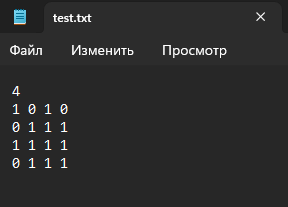 test.txt
Файл Изменить Просмотр
4
1 0 1 0
0 1 1 1
1 1 1 1
0 1 1 1